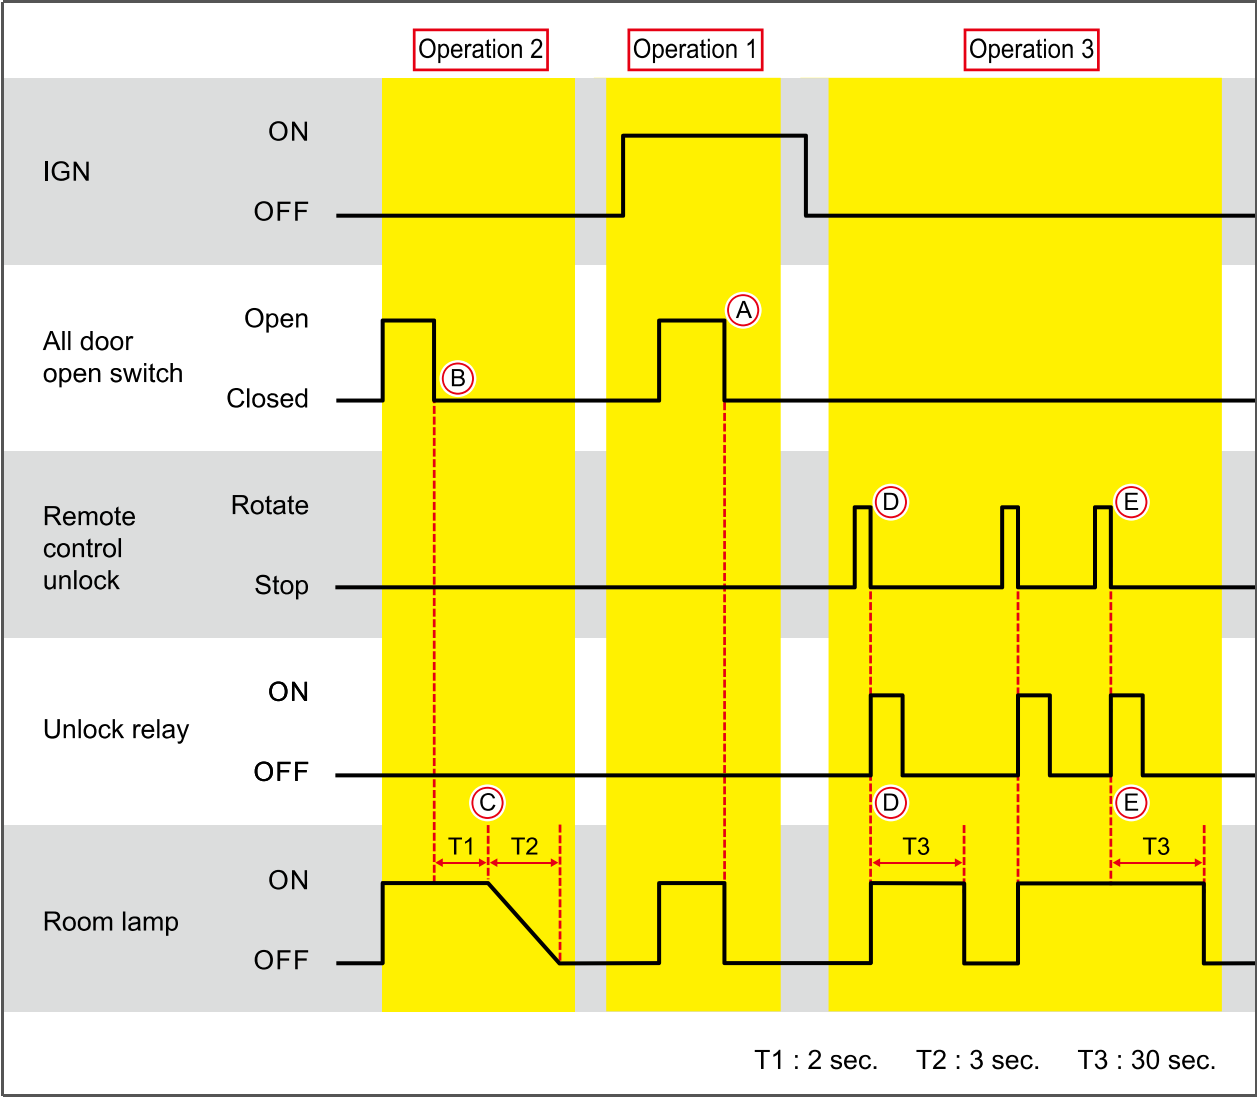 Operation 2
Operation 1
Operation 3
IGN
ON
OFF
All door
open switch
Open
Closed
A
B
Remote
control
unlock
Rotate
Stop
D
E
Unlock relay
ON
OFF
C
D
E
Room lamp
ON
OFF
T1
T2
T3
T3
T1 : 2 sec. T2 : 3 sec. T3 : 30 sec.